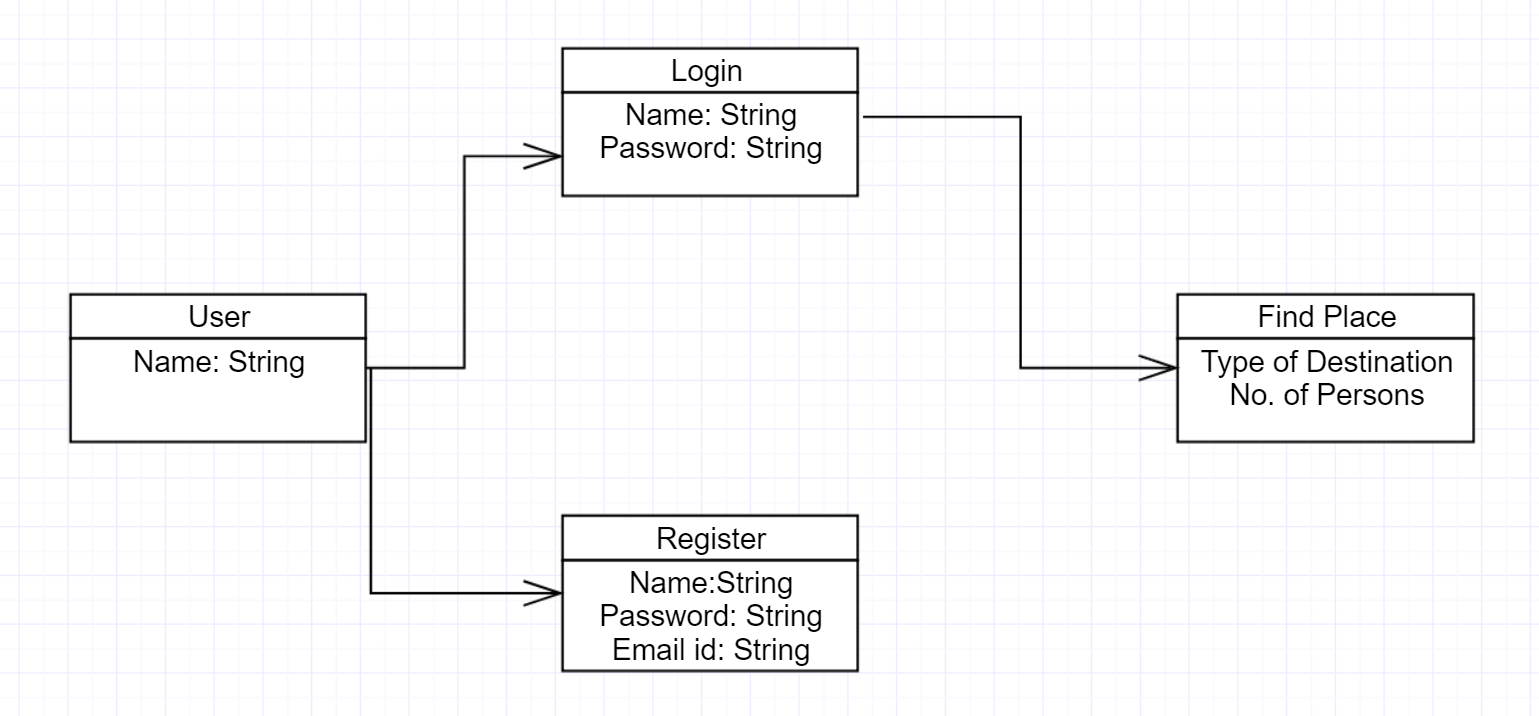 Login
Name: String
Password: String
User
Name: String
Find Place
Type of Destination
No. of Persons
Register
Name:String
Password: String
Email id: String